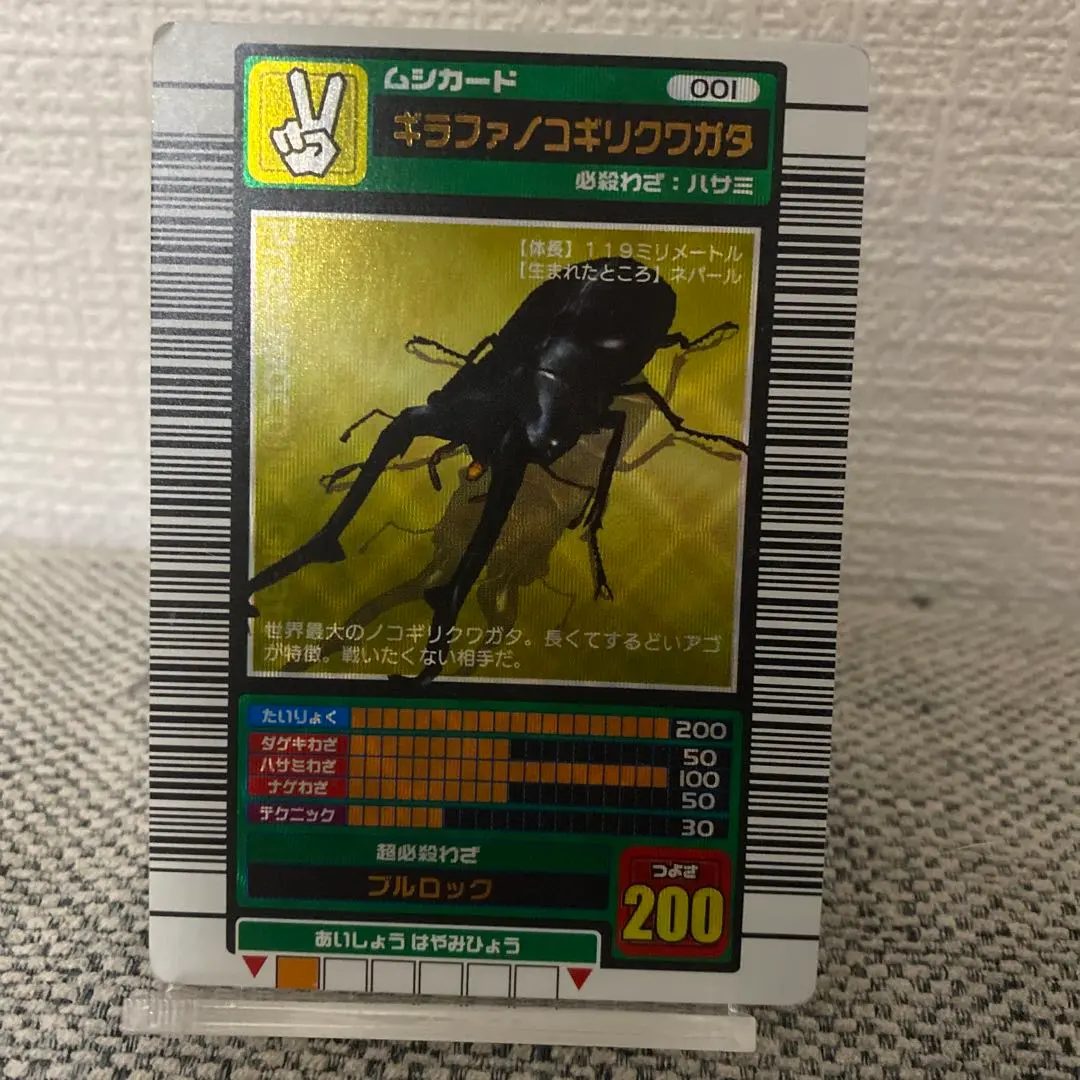 ムシカード
001
ギラファノコギリクワガタ
必殺わざ：ハサミ
【体長】119ミリメートル
【生まれたところ】ネパール
世界最大のノコギリクワガタ。長くてするどいアゴ
が特徴。戦いたくない相手だ。
たいりょく 200
ダゲキわざ 50
ハサミわざ 100
ナゲわざ 50
テクニック 30
超必殺わざ
ブルロック
つよさ
200
あいしょう はやみひょう